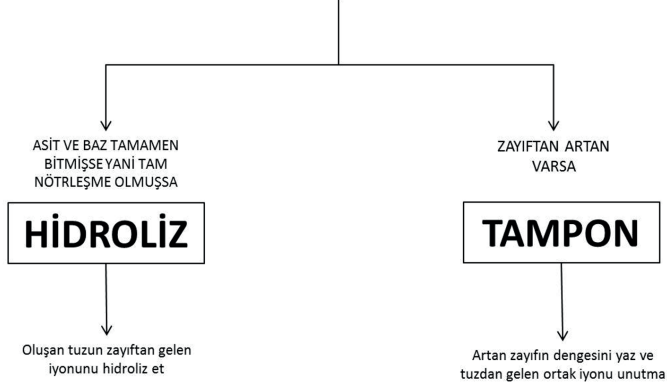 ASİT VE BAZ TAMAMEN
BİTMİŞSE YANİ TAM
NÖTRLEŞME OLMUŞSA
HİDROLİZ
Oluşan tuzun zayıftan gelen
iyonunu hidroliz et
ZAYIFTAN ARTAN
VARSA
TAMPON
Artan zayıfın dengesini yaz ve
tuzdan gelen ortak iyonu unutma